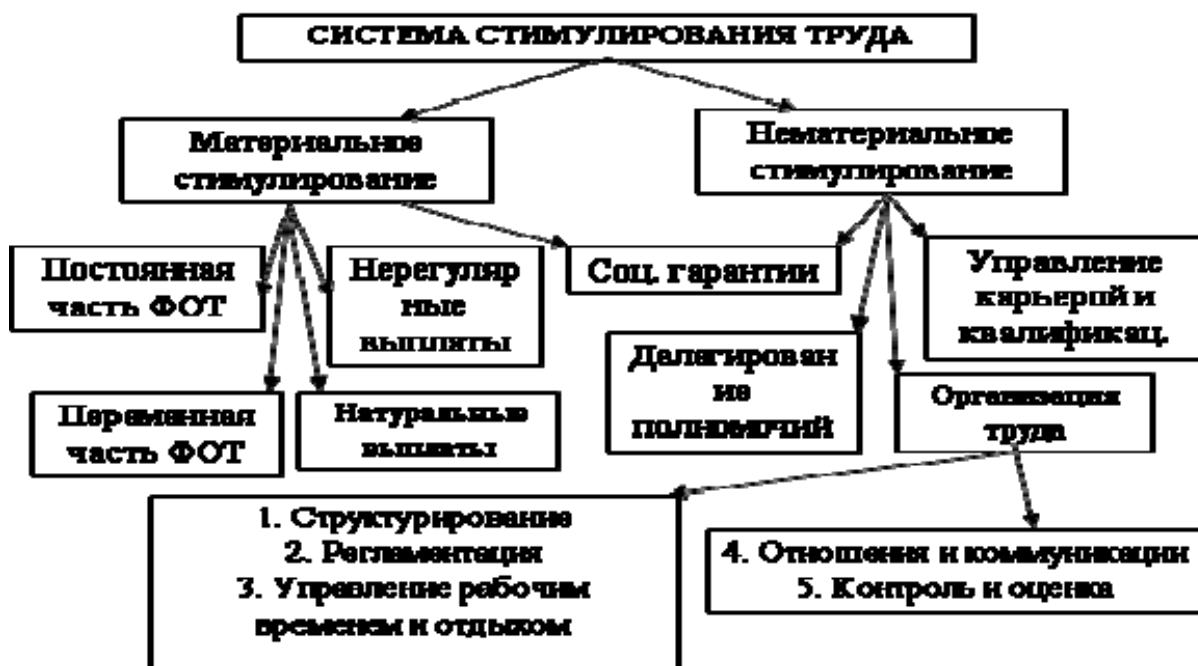 СИСТЕМА СТИМУЛИРОВАНИЯ ТРУДА
Материальное
стимулирование
Нематериальное
стимулирование
Постоянная
часть ФОТ
Нерегуляр
ные
выплаты
Соц. гарантии
Управление
карьерой и
квалификац.
Делегирован
ие
полномочий
Переменная
часть ФОТ
Натуральные
выплаты
Организация
труда
1. Структурирование
2. Регламентация
3. Управление рабочим
временем и отдыхом
4. Отношения и коммуникации
5. Контроль и оценка